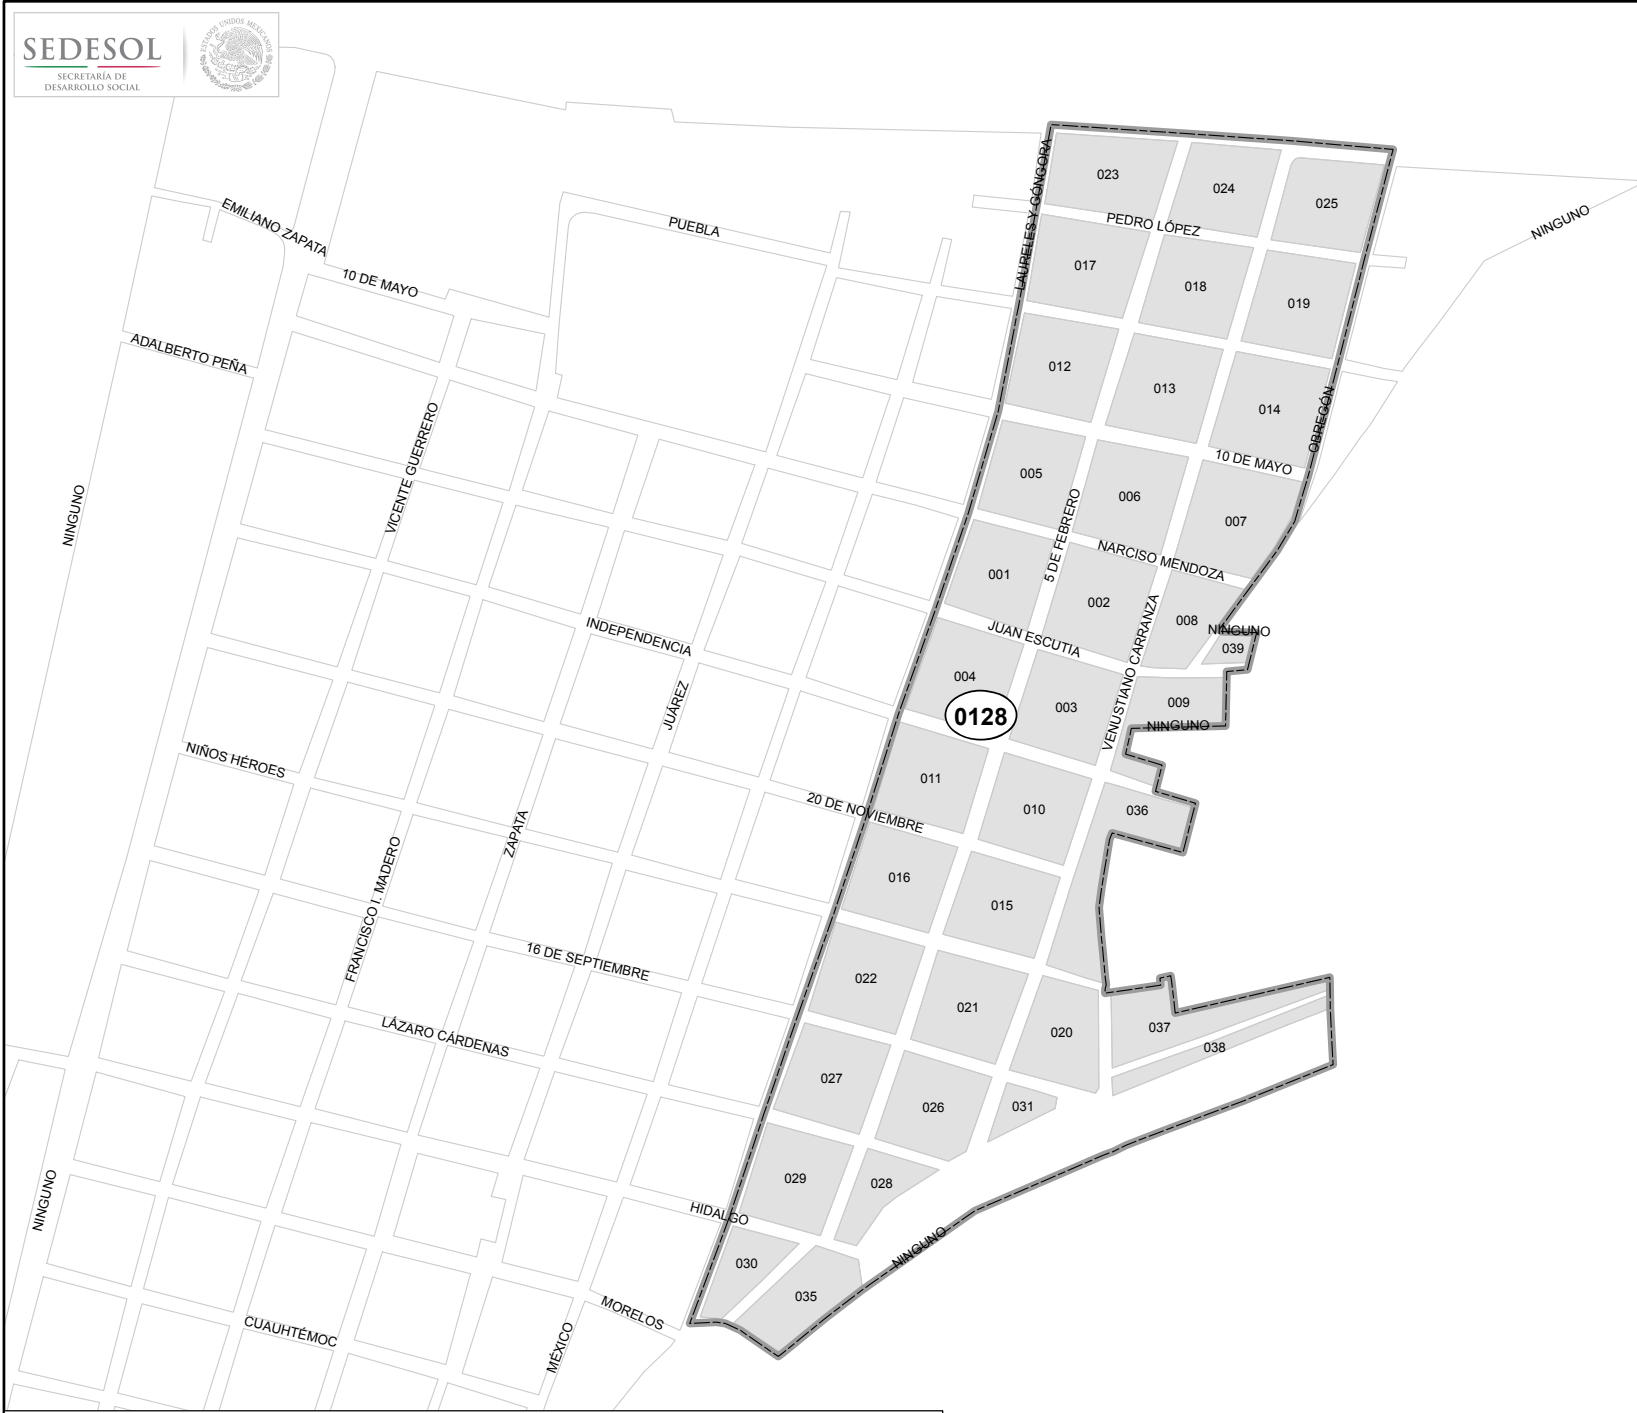 SEDESOL
SECRETARÍA DE
DESARROLLO SOCIAL
ESTADOS UNIDOS MEXICANOS
EMILIANO ZAPATA
10 DE MAYO
PUEBLA
LAURELES Y GÓNGORA
023
024
025
PEDRO LÓPEZ
NINGUNO
017
018
019
ADALBERTO PEÑA
012
013
014
OBREGÓN
VICENTE GUERRERO
10 DE MAYO
005
006
007
NINGUNO
5 DE FEBRERO
NARCISO MENDOZA
001
002
008
NINGUNO
039
INDEPENDENCIA
JUAN ESCUTIA
VENUSTIANO CARRANZA
004
003
009
NINGUNO
0128
JUÁREZ
NIÑOS HÉROES
011
010
036
20 DE NOVIEMBRE
ZAPATA
FRANCISCO I. MADERO
016
015
16 DE SEPTIEMBRE
022
021
020
037
038
LÁZARO CÁRDENAS
027
026
031
029
028
NINGUNO
HIDALGO
NINGUNO
030
035
MORELOS
CUAUHTÉMOC
MÉXICO